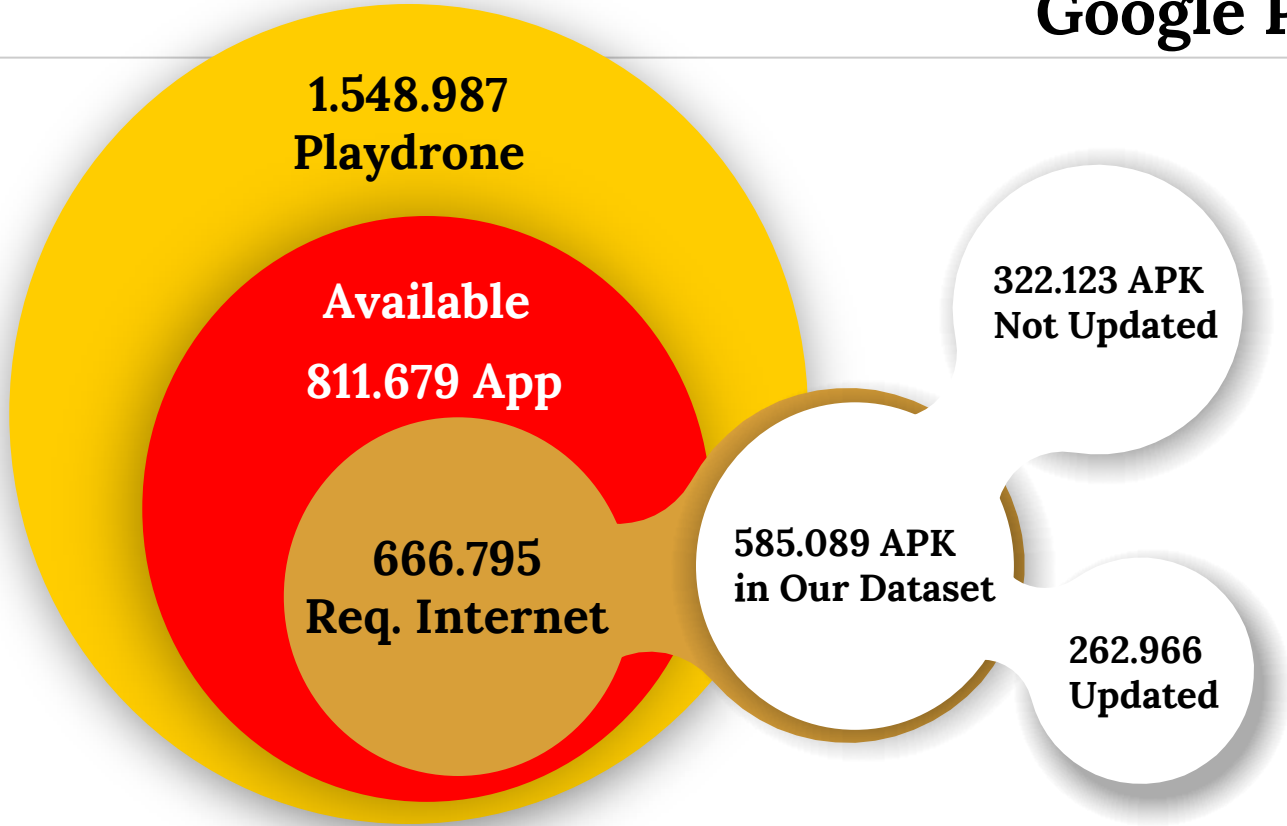 Google
1.548.987
Playdrone
Available
811.679 App
666.795
Req. Internet
585.089 APK
in Our Dataset
322.123 APK
Not Updated
262.966
Updated